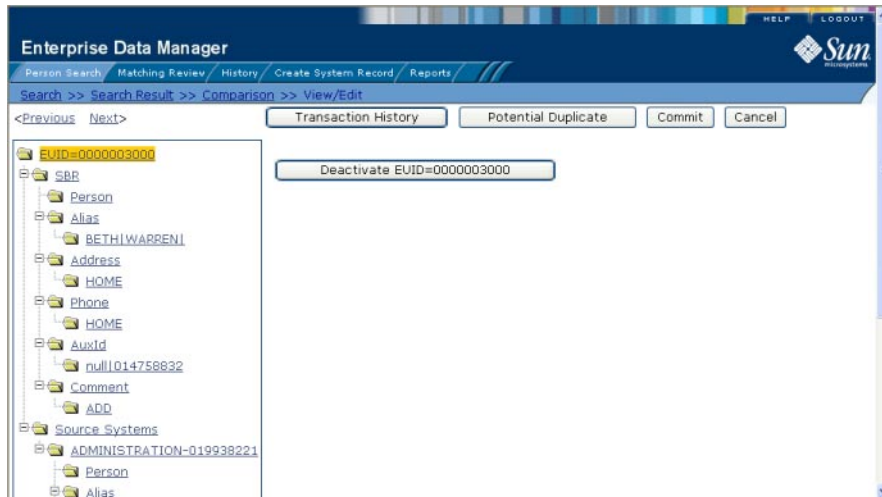 HELP LOGOUT
Enterprise Data Manager
Sun
microsystems
Person Search Matching Review History Create System Record Reports
Search >> Search Result >> Comparison >> View/Edit
<Previous Next>
Transaction History Potential Duplicate Commit Cancel
EUID=0000003000
Deactivate EUID=0000003000
SBR
Person
Alias
BETH|WARREN|
Address
HOME
Phone
HOME
AuxId
null|014758832
Comment
ADD
Source Systems
ADMINISTRATION-019938221
Person
Alias